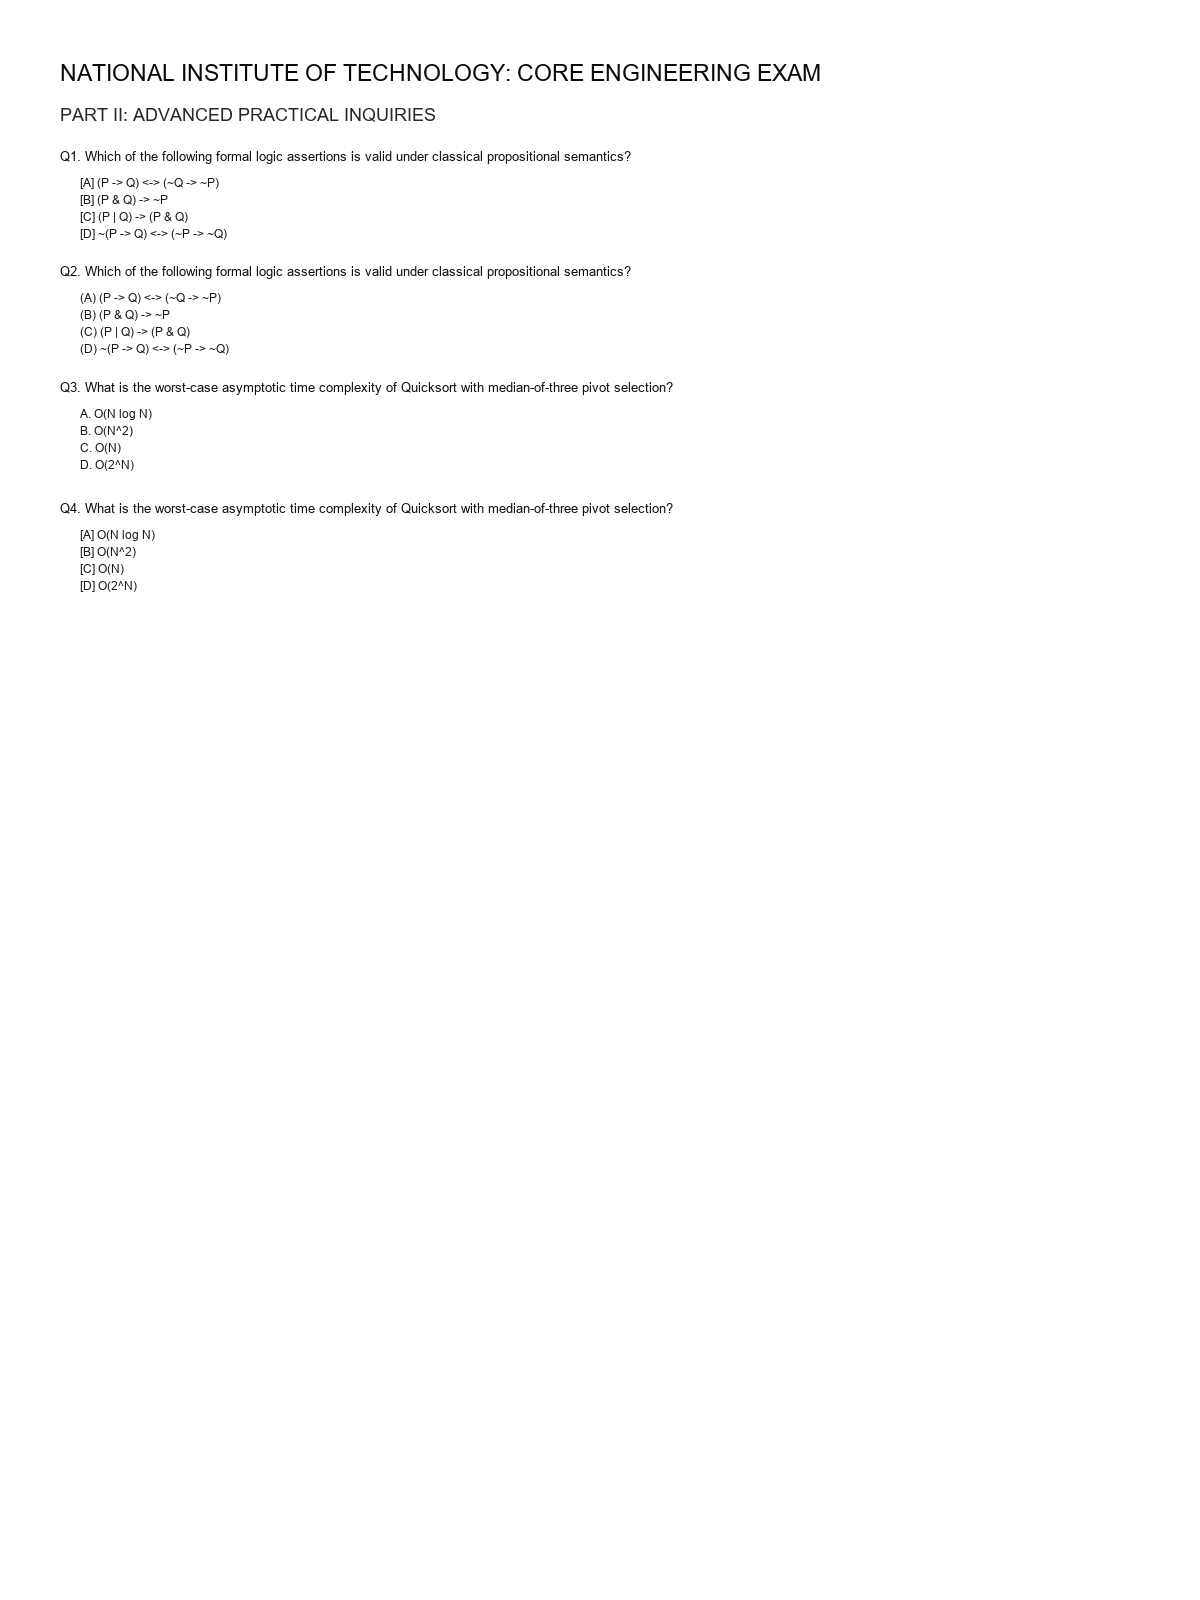 NATIONAL INSTITUTE OF TECHNOLOGY: CORE ENGINEERING EXAM
PART II: ADVANCED PRACTICAL INQUIRIES
Q1. Which of the following formal logic assertions is valid under classical propositional semantics?
[A] (P -> Q) <-> (~Q -> ~P)
[B] (P & Q) -> ~P
[C] (P | Q) -> (P & Q)
[D] ~(P -> Q) <-> (~P -> ~Q)
Q2. Which of the following formal logic assertions is valid under classical propositional semantics?
(A) (P -> Q) <-> (~Q -> ~P)
(B) (P & Q) -> ~P
(C) (P | Q) -> (P & Q)
(D) ~(P -> Q) <-> (~P -> ~Q)
Q3. What is the worst-case asymptotic time complexity of Quicksort with median-of-three pivot selection?
A. O(N log N)
B. O(N^2)
C. O(N)
D. O(2^N)
Q4. What is the worst-case asymptotic time complexity of Quicksort with median-of-three pivot selection?
[A] O(N log N)
[B] O(N^2)
[C] O(N)
[D] O(2^N)